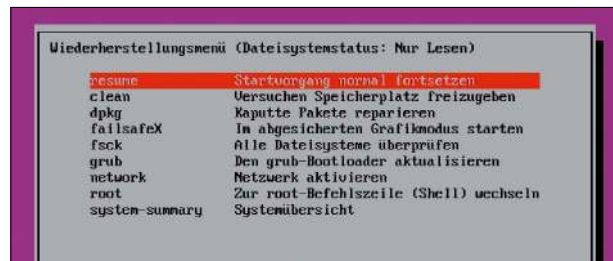 Wiederherstellungsmenü (Dateisystemstatus: Nur Lesen)
resume Startvorgang normal fortsetzen
clean Versuchen Speicherplatz freizugeben
dpkg Kaputte Pakete reparieren
failsafeX Im abgesicherten Grafikmodus starten
fsck Alle Dateisysteme überprüfen
grub Den grub-Bootloader aktualisieren
network Netzwerk aktivieren
root Zur root-Befehlszeile (Shell) wechseln
system-summary Systemübersicht